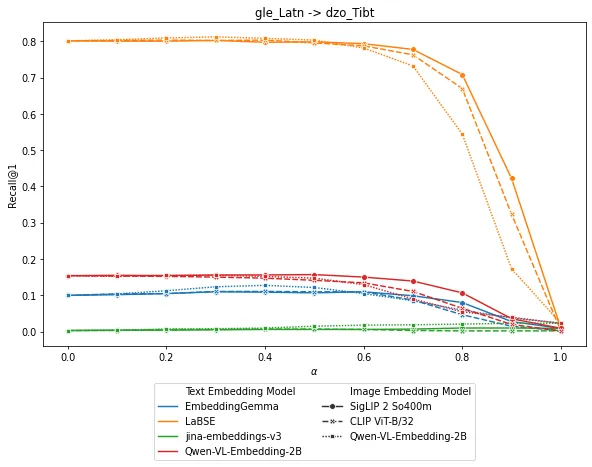 gle_Latn -> dzo_Tibt
Recall@1
0.8
0.7
0.6
0.5
0.4
0.3
0.2
0.1
0.0
0.0 0.2 0.4 0.6 0.8 1.0
α
Text Embedding Model
EmbeddingGemma
LaBSE
jina-embeddings-v3
Qwen-VL-Embedding-2B
Image Embedding Model
SigLIP 2 So400m
CLIP ViT-B/32
Qwen-VL-Embedding-2B